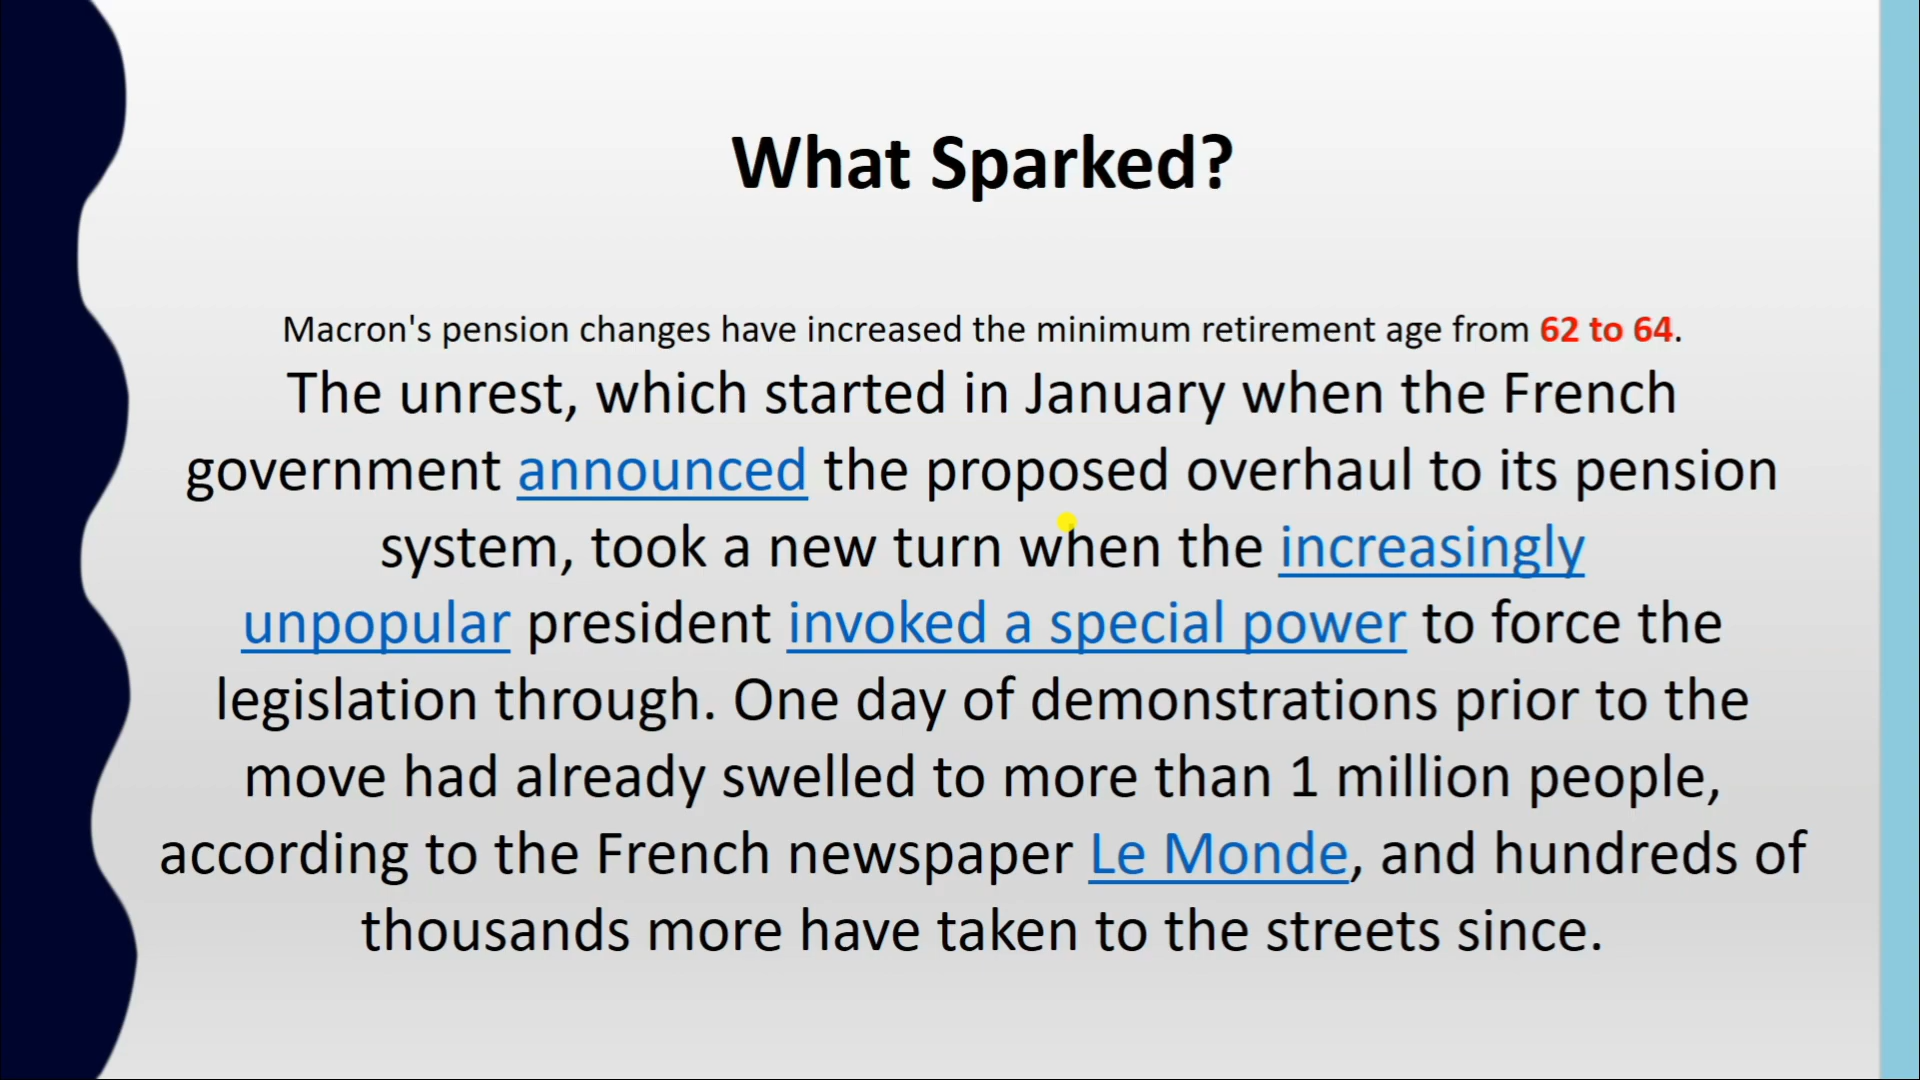 What Sparked?
Macron's pension changes have increased the minimum retirement age from 62 to 64.
The unrest, which started in January when the French
government announced the proposed overhaul to its pension
system, took a new turn when the increasingly
unpopular president invoked a special power to force the
legislation through. One day of demonstrations prior to the
move had already swelled to more than 1 million people,
according to the French newspaper Le Monde, and hundreds of
thousands more have taken to the streets since.